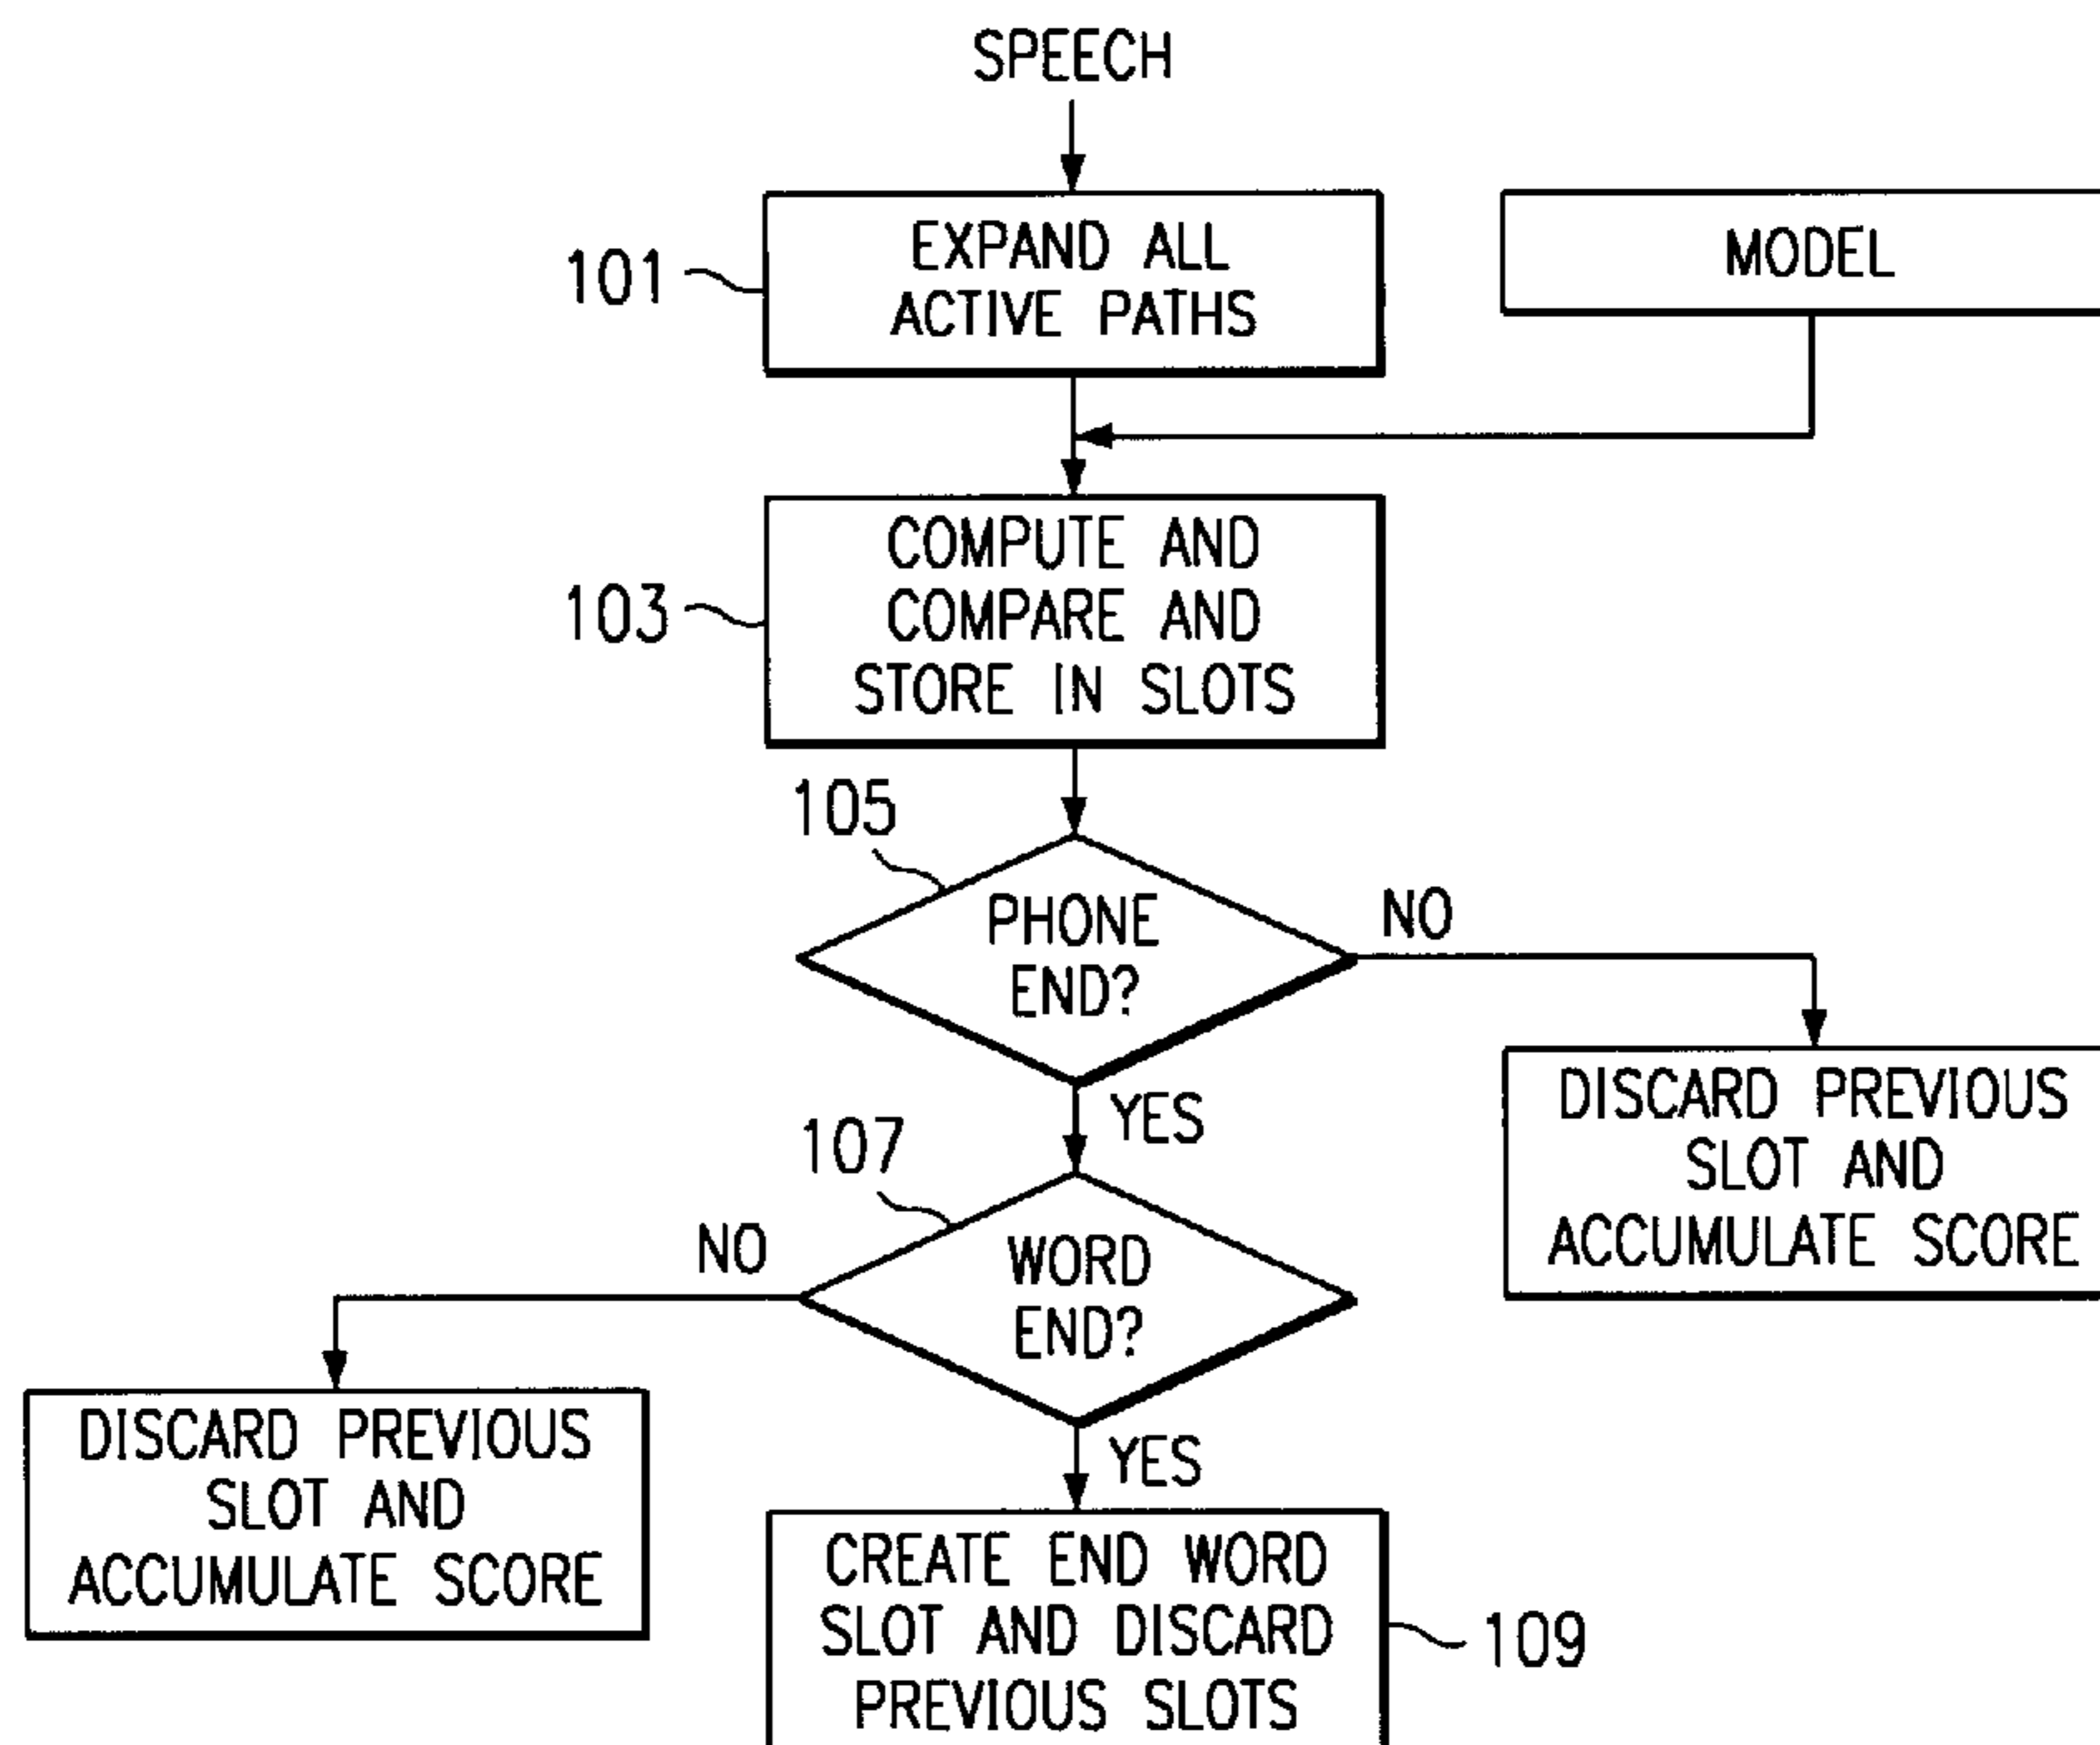 SPEECH
101
EXPAND ALL
ACTIVE PATHS
MODEL
103
COMPUTE AND
COMPARE AND
STORE IN SLOTS
105
PHONE
END?
NO
YES
DISCARD PREVIOUS
SLOT AND
ACCUMULATE SCORE
107
WORD
END?
NO
YES
DISCARD PREVIOUS
SLOT AND
ACCUMULATE SCORE
CREATE END WORD
SLOT AND DISCARD
PREVIOUS SLOTS
109